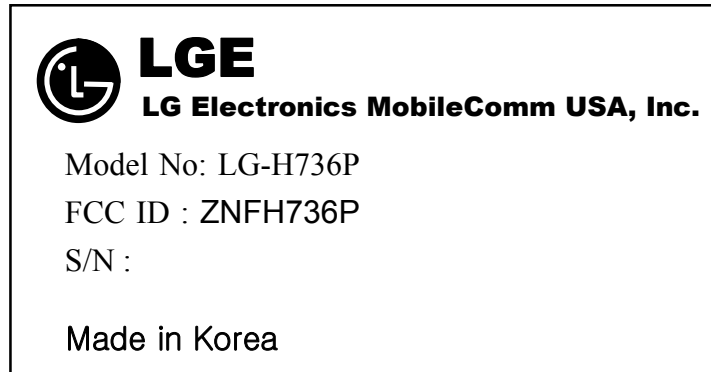 LGE
LG Electronics MobileComm USA, Inc.
Model No: LG-H736P
FCC ID : ZNFH736P
S/N :
Made in Korea